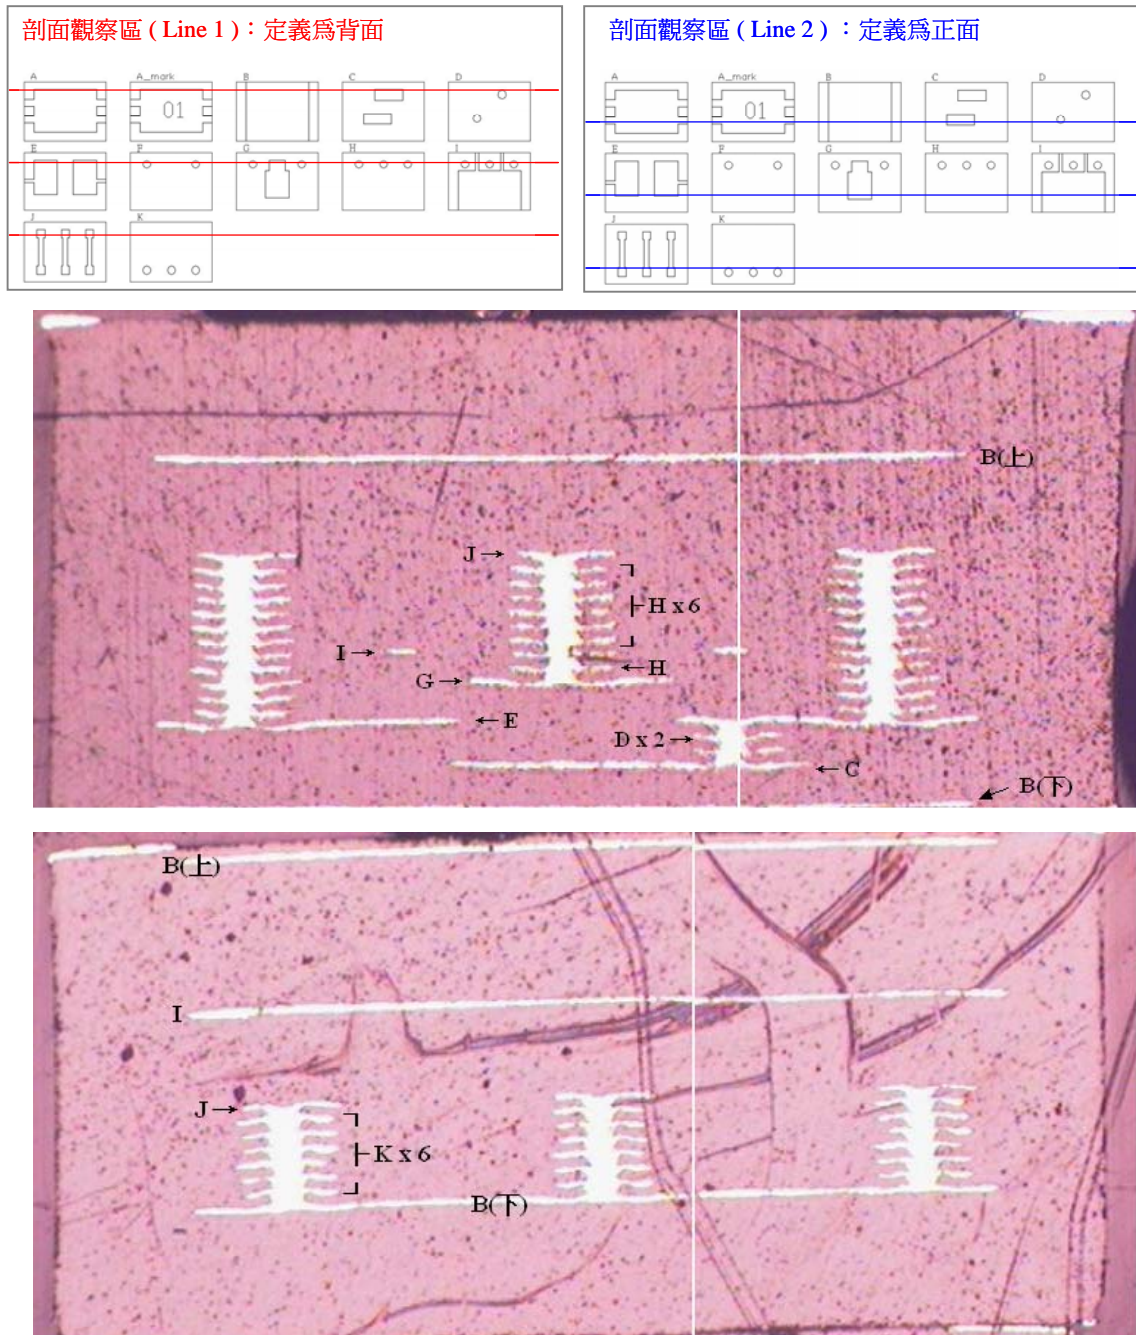 剖面觀察區 ( Line 1 )：定義爲背面
A A_mark B C D
01
E F G H I
J K
剖面觀察區 ( Line 2 ) ：定義爲正面
A A_mark B C D
01
E F G H I
J K
B(上)
J
H x 6
I
H
G
E
D x 2
C
B(下)
B(上)
I
J
K x 6
B(下)